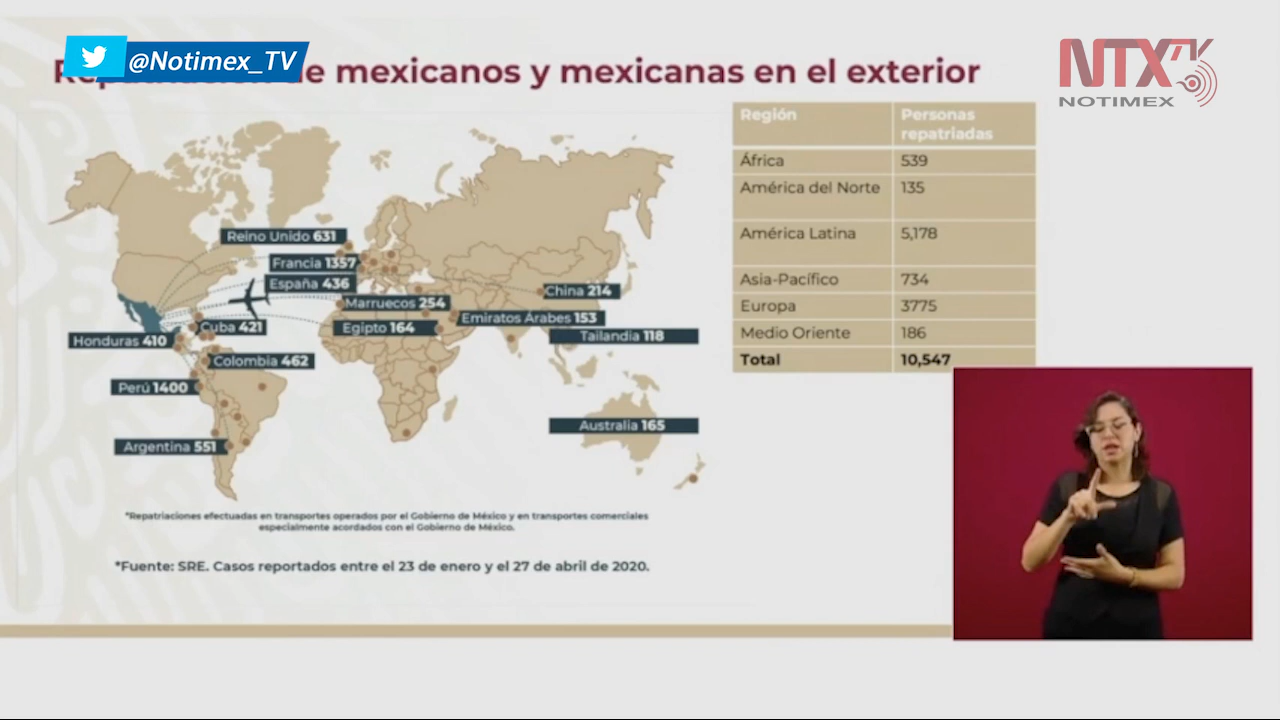 @Notimex_TV
de mexicanos y mexicanas en el exterior
NTX TV
NOTIMEX
Región Personas repatriadas
África 539
América del Norte 135
América Latina 5,178
Asia-Pacífico 734
Europa 3775
Medio Oriente 186
Total 10,547
Reino Unido 631
Francia 1357
España 436
China 214
Marruecos 254
Emiratos Árabes 153
Cuba 421
Egipto 164
Tailandia 118
Honduras 410
Colombia 462
Perú 1400
Australia 165
Argentina 551
*Repatriaciones efectuadas en transportes operados por el Gobierno de México y en transportes comerciales
especialmente acordados con el Gobierno de México.
*Fuente: SRE. Casos reportados entre el 23 de enero y el 27 de abril de 2020.